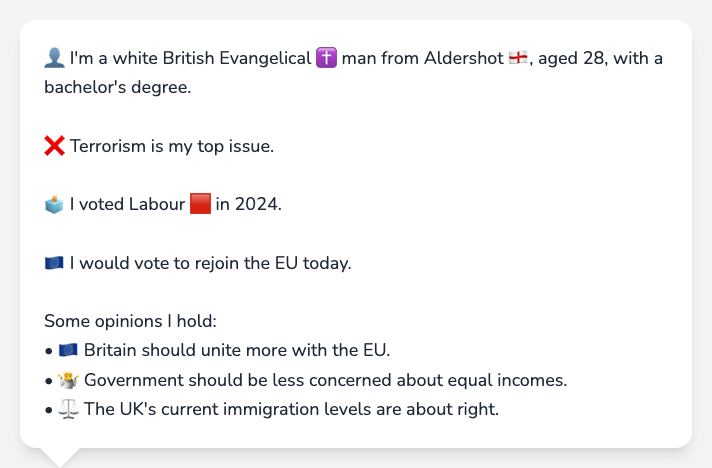 👤 I'm a white British Evangelical ✝️ man from Aldershot 🏴󠁧󠁢󠁥󠁮󠁧󠁿, aged 28, with a
bachelor's degree.
❌ Terrorism is my top issue.
🗳️ I voted Labour 🟥 in 2024.
🇪🇺 I would vote to rejoin the EU today.
Some opinions I hold:
• 🇪🇺 Britain should unite more with the EU.
• 🤷 Government should be less concerned about equal incomes.
• ⚖️ The UK's current immigration levels are about right.